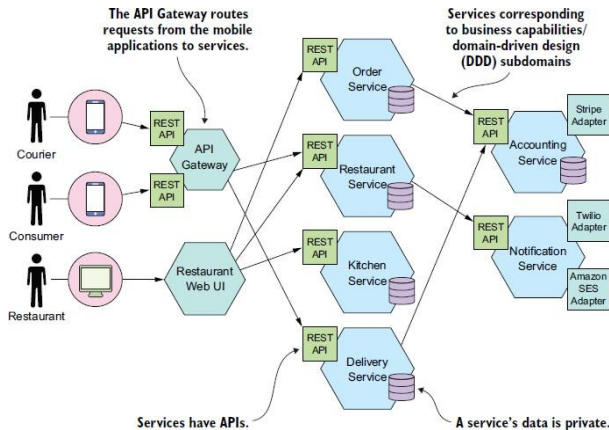 The API Gateway routes
requests from the mobile
applications to services.
Services corresponding
to business capabilities/
domain-driven design
(DDD) subdomains
REST
API
Order
Service
Stripe
Adapter
REST
API
Accounting
Service
Courier
REST
API
API
Gateway
REST
API
Restaurant
Service
Consumer
REST
API
Twilio
Adapter
REST
API
Notification
Service
Amazon
SES
Adapter
Restaurant
Restaurant
Web UI
REST
API
Kitchen
Service
REST
API
Delivery
Service
Services have APIs.
A service's data is private.